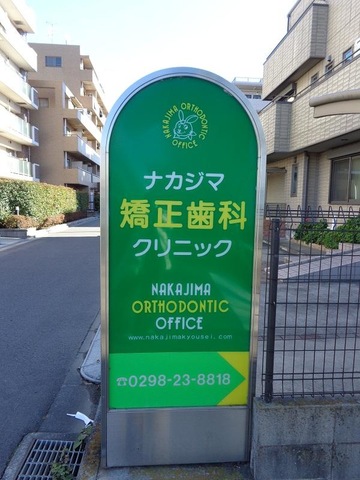 NAKAJIMA ORTHODONTIC
OFFICE
ナカジマ
矯正歯科
クリニック
NAKAJIMA
ORTHODONTIC
OFFICE
www.nakajimakyousei.com
☎0298-23-8818